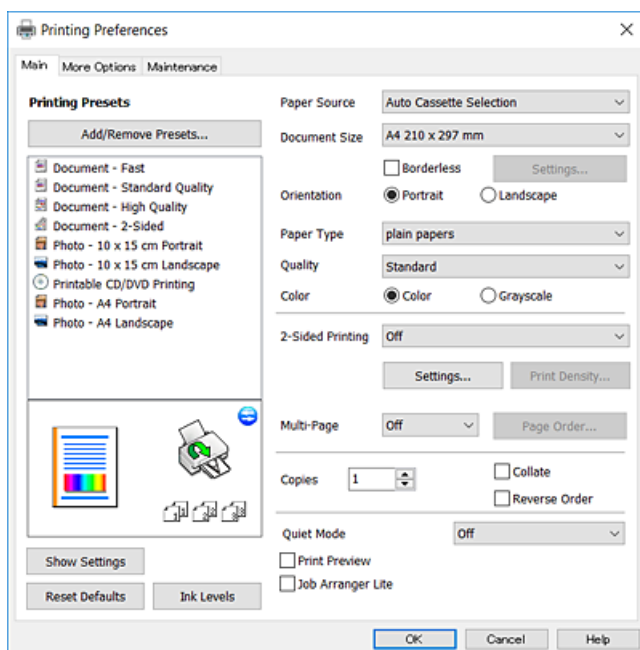 Printing Preferences
Main More Options Maintenance
Printing Presets
Add/Remove Presets...
Document - Fast
Document - Standard Quality
Document - High Quality
Document - 2-Sided
Photo - 10 x 15 cm Portrait
Photo - 10 x 15 cm Landscape
Printable CD/DVD Printing
Photo - A4 Portrait
Photo - A4 Landscape
Show Settings
Reset Defaults Ink Levels
Paper Source Auto Cassette Selection
Document Size A4 210 x 297 mm
Borderless Settings...
Orientation Portrait Landscape
Paper Type plain papers
Quality Standard
Color Color Grayscale
2-Sided Printing Off
Settings... Print Density...
Multi-Page Off Page Order...
Copies 1 Collate
Reverse Order
Quiet Mode Off
Print Preview
Job Arranger Lite
OK Cancel Help